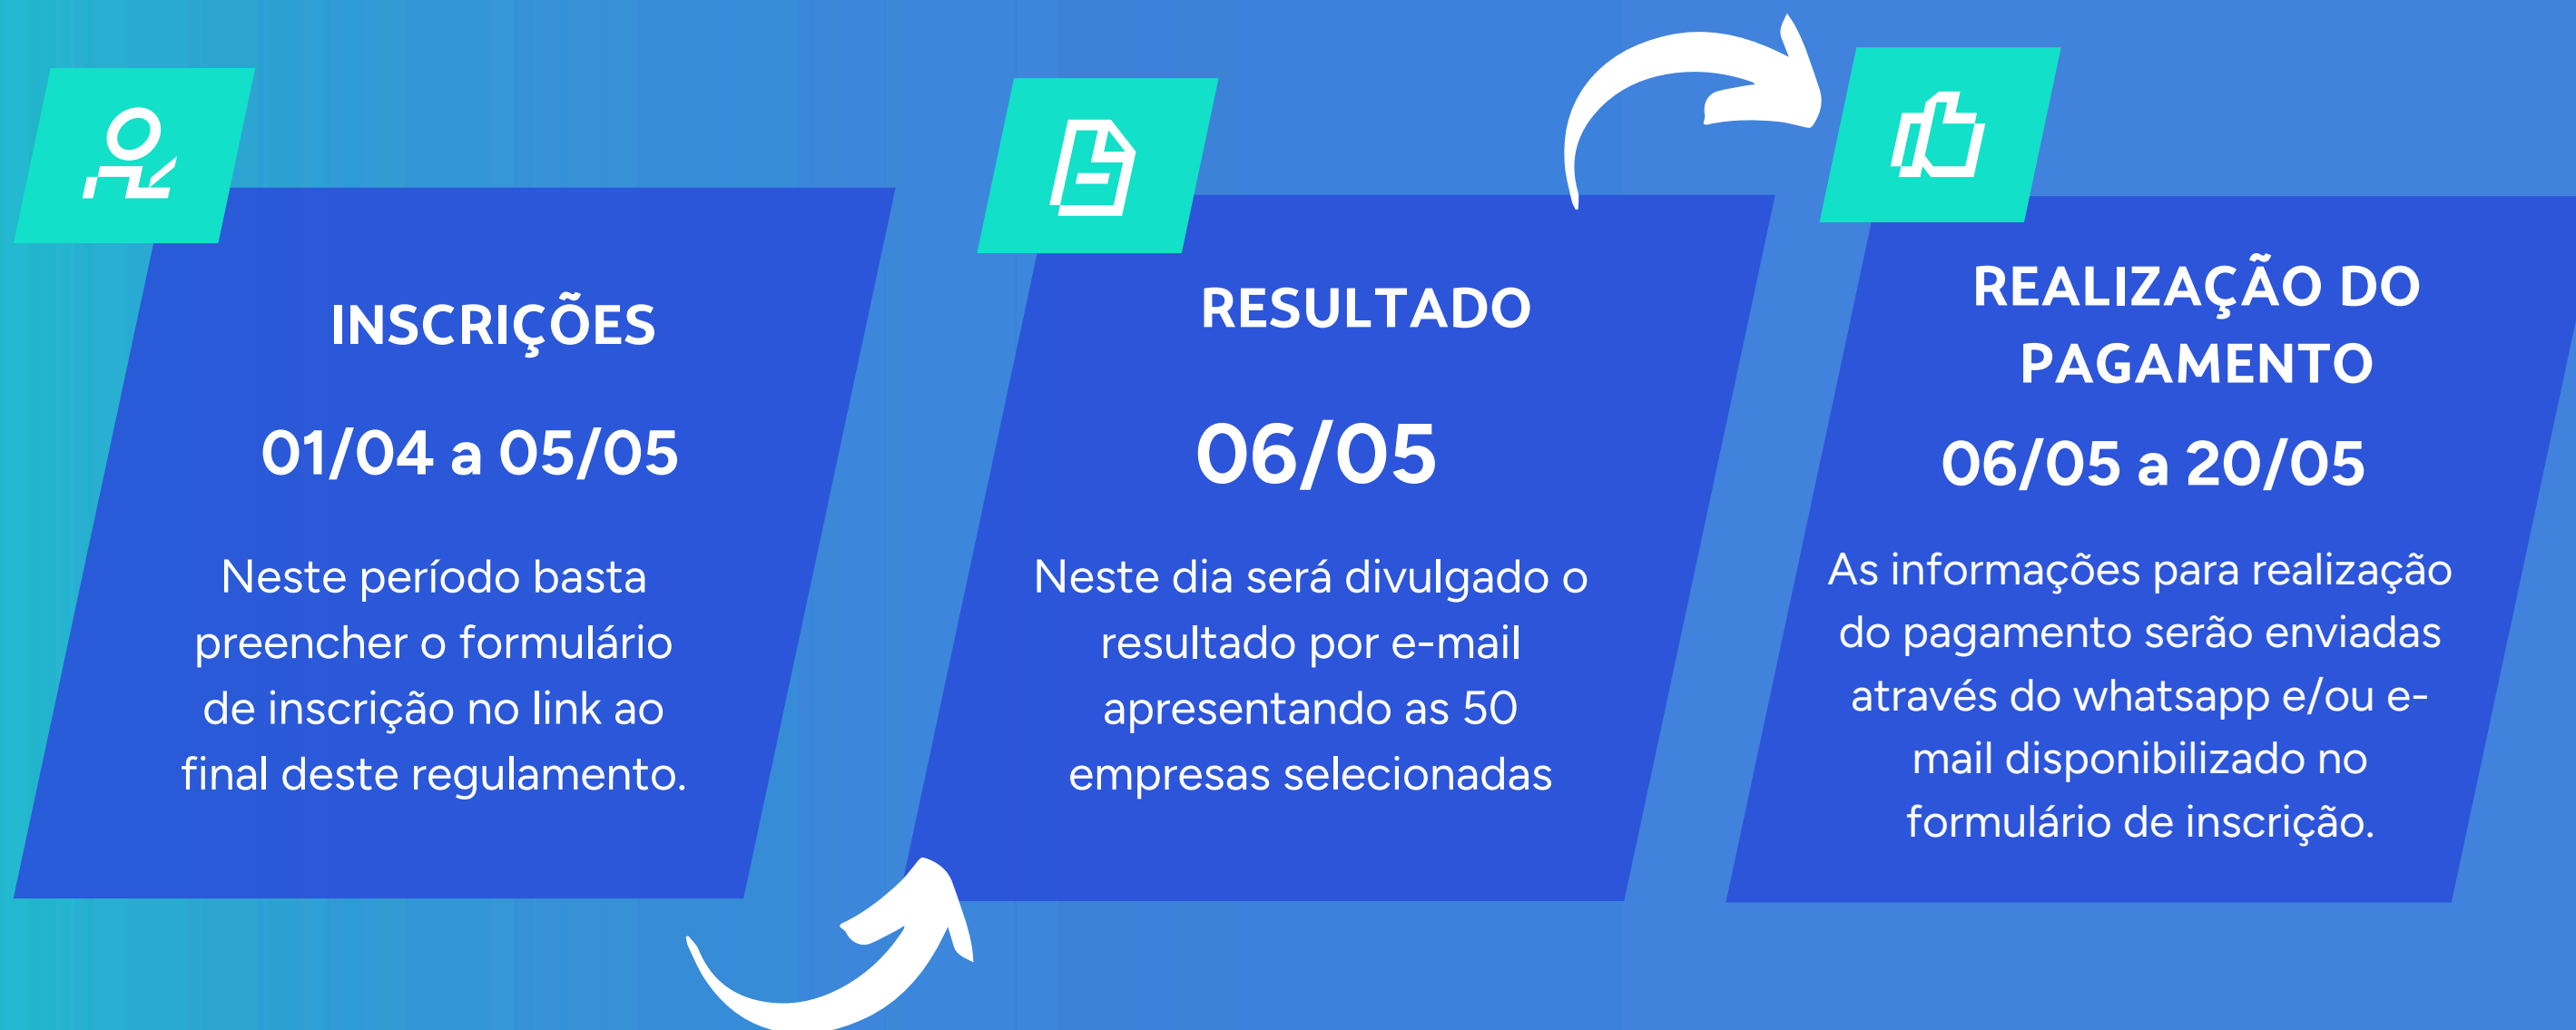 INSCRIÇÕES
01/04 a 05/05
Neste período basta
preencher o formulário
de inscrição no link ao
final deste regulamento.
RESULTADO
06/05
Neste dia será divulgado o
resultado por e-mail
apresentando as 50
empresas selecionadas
REALIZAÇÃO DO
PAGAMENTO
06/05 a 20/05
As informações para realização
do pagamento serão enviadas
através do whatsapp e/ou e-
mail disponibilizado no
formulário de inscrição.